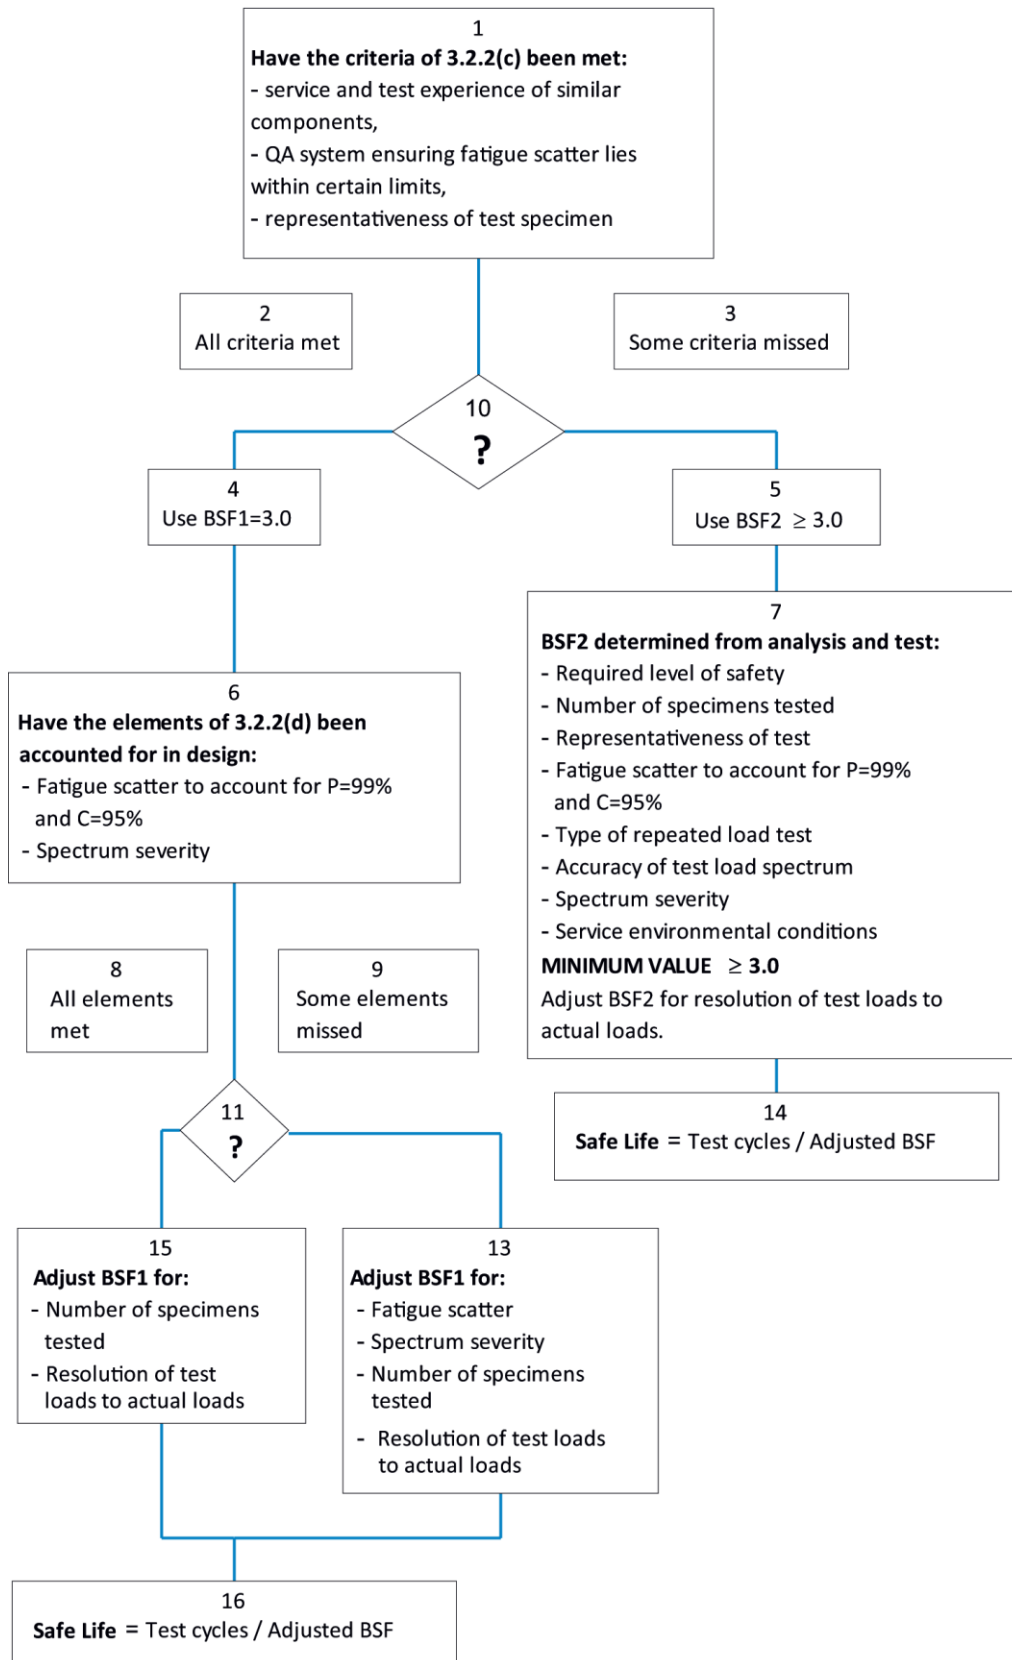 1
Have the criteria of 3.2.2(c) been met:
- service and test experience of similar
components,
- QA system ensuring fatigue scatter lies
within certain limits,
- representativeness of test specimen
2
All criteria met
3
Some criteria missed
10
?
4
Use BSF1=3.0
5
Use BSF2 ≥ 3.0
6
Have the elements of 3.2.2(d) been
accounted for in design:
- Fatigue scatter to account for P=99%
and C=95%
- Spectrum severity
7
BSF2 determined from analysis and test:
- Required level of safety
- Number of specimens tested
- Representativeness of test
- Fatigue scatter to account for P=99%
and C=95%
- Type of repeated load test
- Accuracy of test load spectrum
- Spectrum severity
- Service environmental conditions
MINIMUM VALUE ≥ 3.0
Adjust BSF2 for resolution of test loads to
actual loads.
8
All elements
met
9
Some elements
missed
11
?
14
Safe Life = Test cycles / Adjusted BSF
15
Adjust BSF1 for:
- Number of specimens
tested
- Resolution of test
loads to actual loads
13
Adjust BSF1 for:
- Fatigue scatter
- Spectrum severity
- Number of specimens
tested
- Resolution of test loads
to actual loads
16
Safe Life = Test cycles / Adjusted BSF